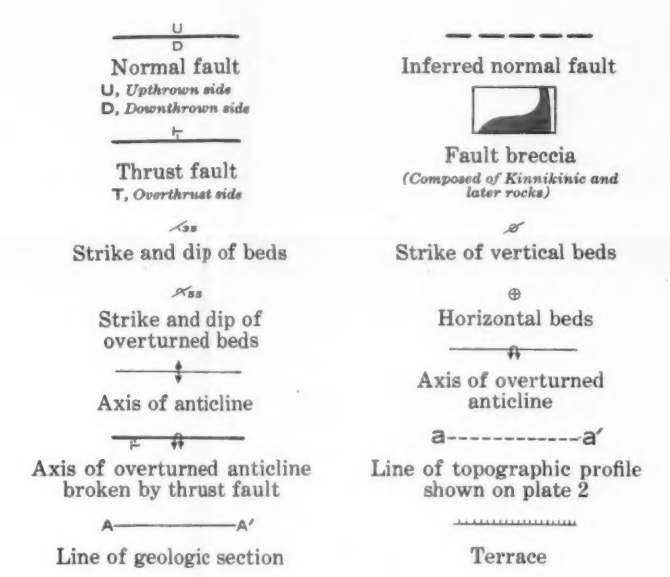 U
D
Normal fault
U, Upthrown side
D, Downthrown side
T
Thrust fault
T, Overthrust side
35
Strike and dip of beds
55
Strike and dip of
overturned beds
Axis of anticline
T
Axis of overturned anticline
broken by thrust fault
A A′
Line of geologic section
Inferred normal fault
Fault breccia
(Composed of Kinnikinic and
later rocks)
Strike of vertical beds
Horizontal beds
Axis of overturned
anticline
a a′
Line of topographic profile
shown on plate 2
Terrace